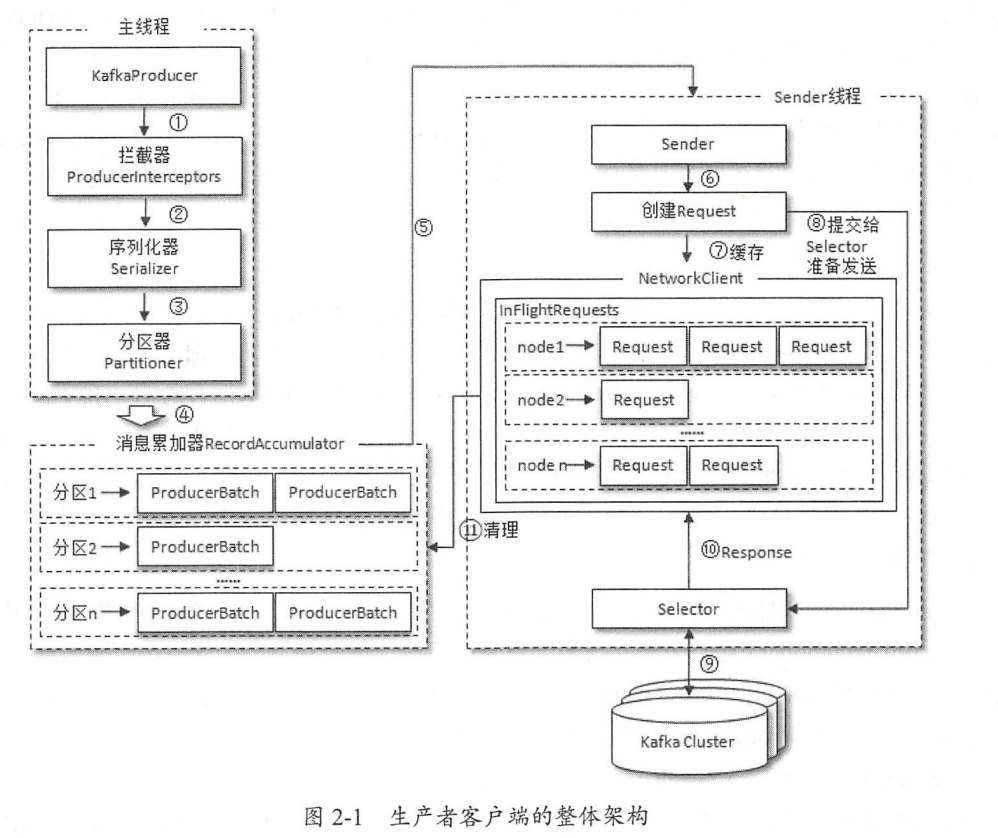 主线程
KafkaProducer
①
拦截器
ProducerInterceptors
②
序列化器
Serializer
③
分区器
Partitioner
④
消息累加器RecordAccumulator
分区1
ProducerBatch ProducerBatch
分区2
ProducerBatch
......
分区n
ProducerBatch ProducerBatch
⑤
Sender线程
Sender
⑥
创建Request
⑦缓存
⑧提交给
Selector
准备发送
NetworkClient
InFlightRequests
node1
Request Request Request
node2
Request
......
node n
Request Request
⑪清理
⑩Response
Selector
⑨
Kafka Cluster
图 2-1 生产者客户端的整体架构